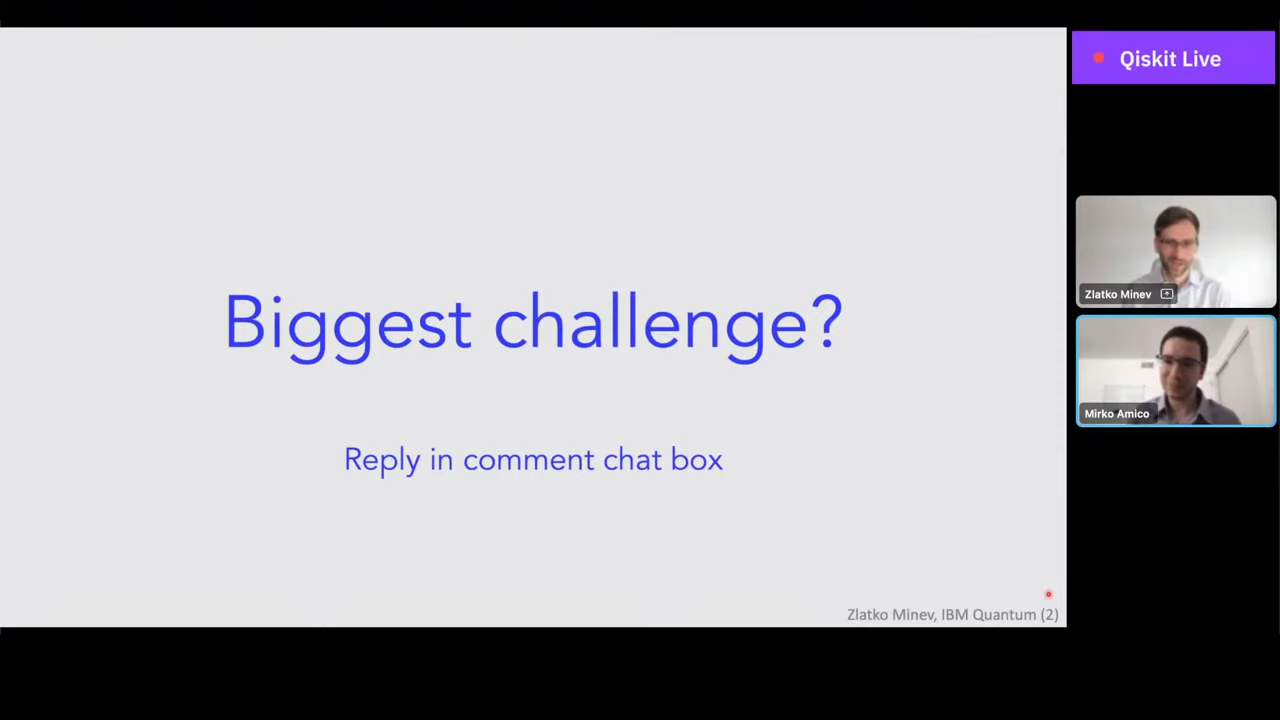 Qiskit Live
Biggest challenge?
Reply in comment chat box
Zlatko Minev
Mirko Amico
Zlatko Minev, IBM Quantum (2)